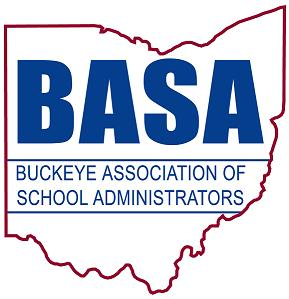 BASA
BUCKEYE ASSOCIATION OF
SCHOOL ADMINISTRATORS